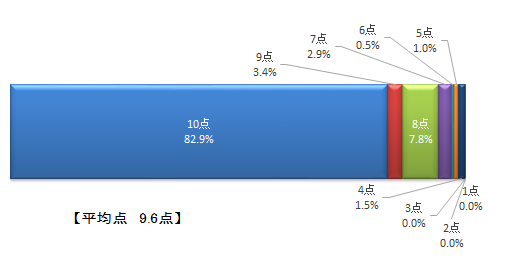 10点
82.9%
9点
3.4%
8点
7.8%
7点
2.9%
6点
0.5%
5点
1.0%
4点
1.5%
3点
0.0%
2点
0.0%
1点
0.0%
【平均点 9.6点】